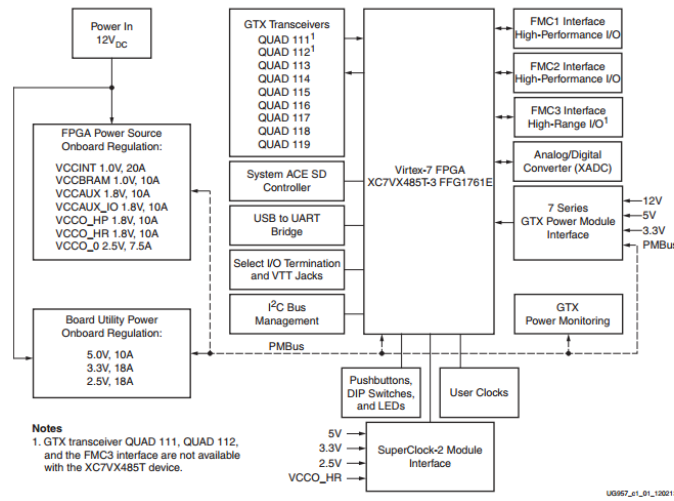 Power In
12VDC
FPGA Power Source
Onboard Regulation:
VCCINT 1.0V, 20A
VCCBRAM 1.0V, 10A
VCCAUX 1.8V, 10A
VCCAUX_IO 1.8V, 10A
VCCO_HP 1.8V, 10A
VCCO_HR 1.8V, 10A
VCCO_0 2.5V, 7.5A
Board Utility Power
Onboard Regulation:
5.0V, 10A
3.3V, 18A
2.5V, 18A
PMBus
GTX Transceivers
QUAD 111¹
QUAD 112¹
QUAD 113
QUAD 114
QUAD 115
QUAD 116
QUAD 117
QUAD 118
QUAD 119
System ACE SD
Controller
USB to UART
Bridge
Select I/O Termination
and VTT Jacks
I²C Bus
Management
Virtex-7 FPGA
XC7VX485T-3 FFG1761E
FMC1 Interface
High-Performance I/O
FMC2 Interface
High-Performance I/O
FMC3 Interface
High-Range I/O¹
Analog/Digital
Converter (XADC)
7 Series
GTX Power Module
Interface
12V
5V
3.3V
PMBus
GTX
Power Monitoring
Pushbuttons,
DIP Switches,
and LEDs
User Clocks
5V
3.3V
2.5V
VCCO_HR
SuperClock-2 Module
Interface
Notes
1. GTX transceiver QUAD 111, QUAD 112,
and the FMC3 interface are not available
with the XC7VX485T device.